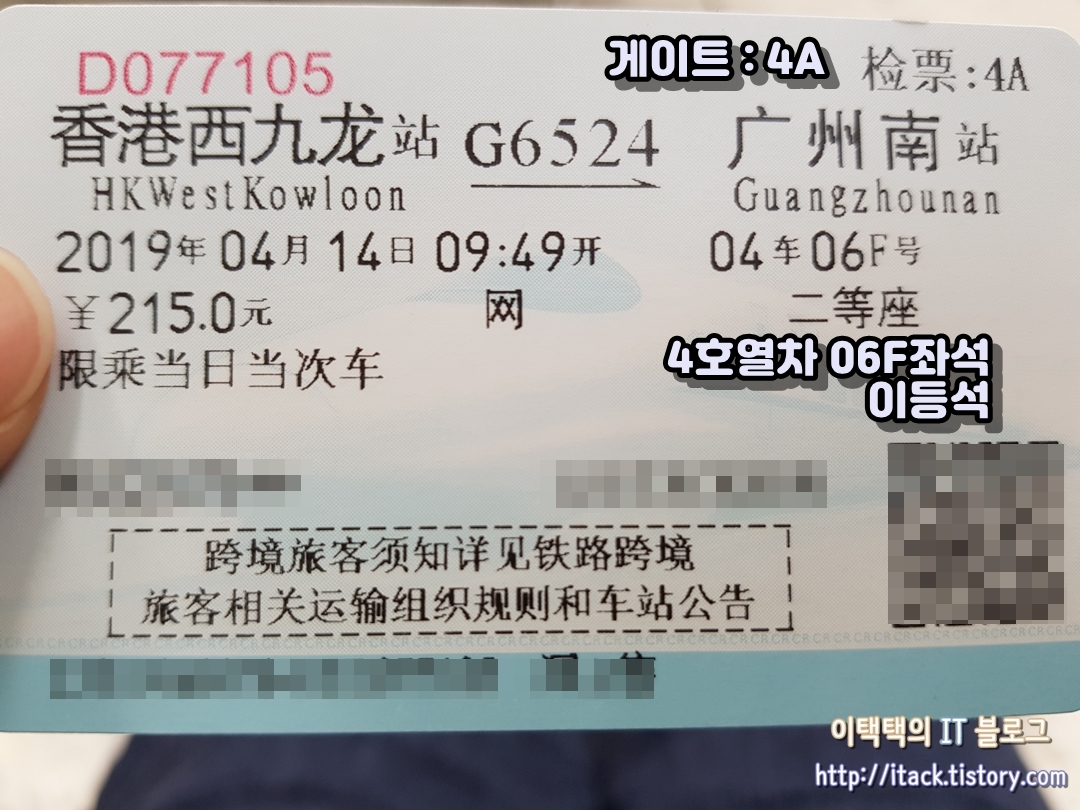 D077105
게이트 : 4A
检票:4A
香港西九龙站 G6524 广州南站
HKWestKowloon Guangzhounan
2019年04月14日09:49开 04车06F号
￥215.0元 网 二等座
限乘当日当次车
4호열차 06F좌석
이등석
跨境旅客须知详见铁路跨境
旅客相关运输组织规则和车站公告
이택택의 IT 블로그
http://itack.tistory.com